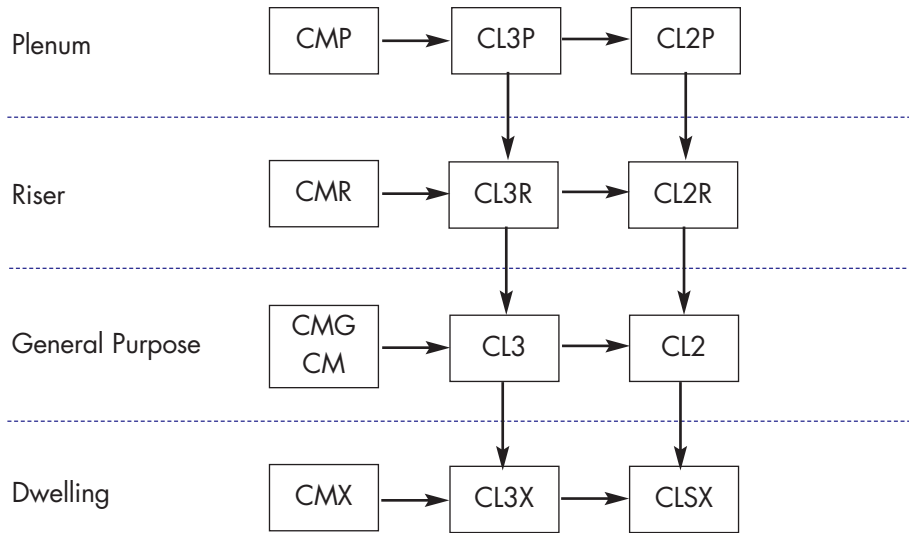 Plenum
CMP
CL3P
CL2P
Riser
CMR
CL3R
CL2R
General Purpose
CMG
CM
CL3
CL2
Dwelling
CMX
CL3X
CLSX